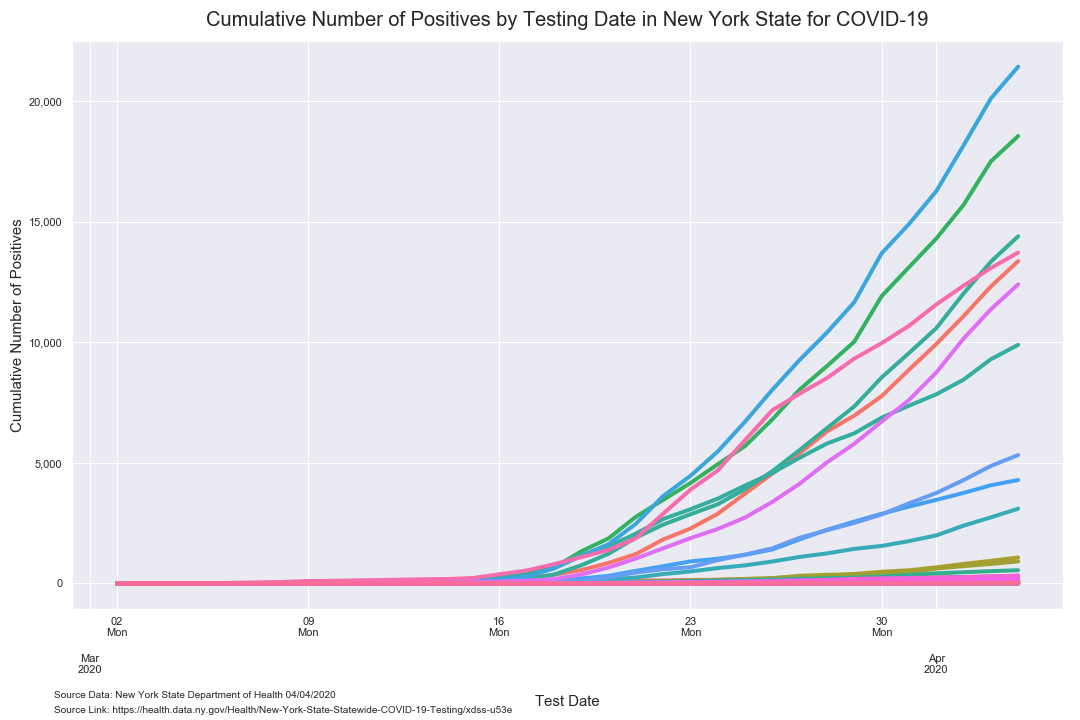 Cumulative Number of Positives by Testing Date in New York State for COVID-19
Cumulative Number of Positives
20,000
15,000
10,000
5,000
0
02
Mon
09
Mon
16
Mon
23
Mon
30
Mon
Mar
2020
Apr
2020
Test Date
Source Data: New York State Department of Health 04/04/2020
Source Link: https://health.data.ny.gov/Health/New-York-State-Statewide-COVID-19-Testing/xdss-u53e